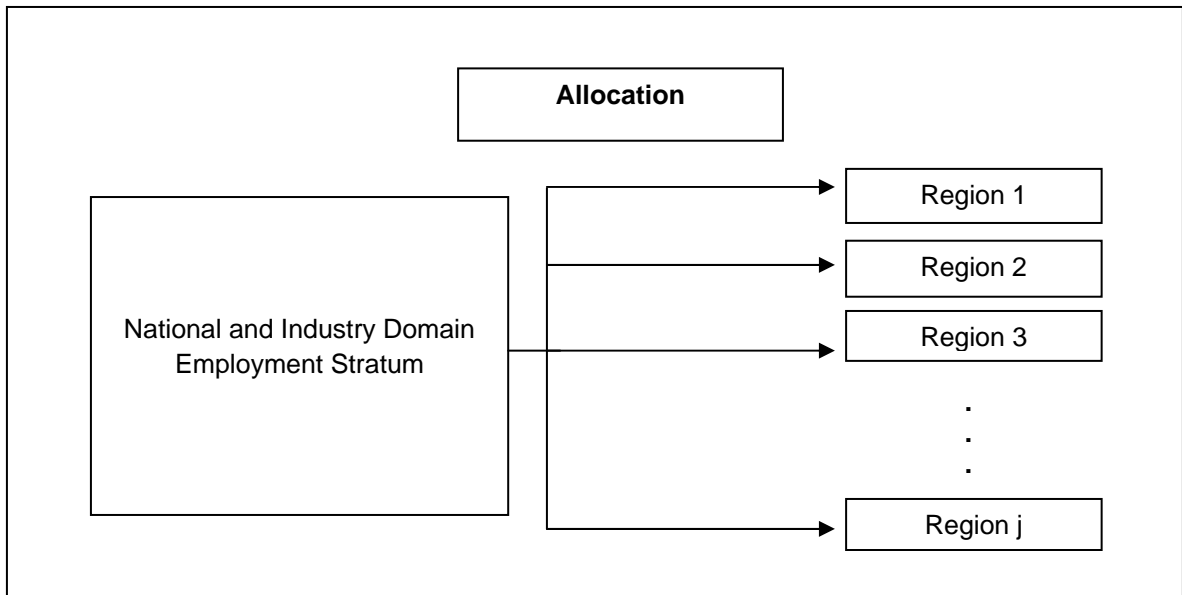 Allocation
Region 1
Region 2
National and Industry Domain
Employment Stratum
Region 3
.
.
.
Region j